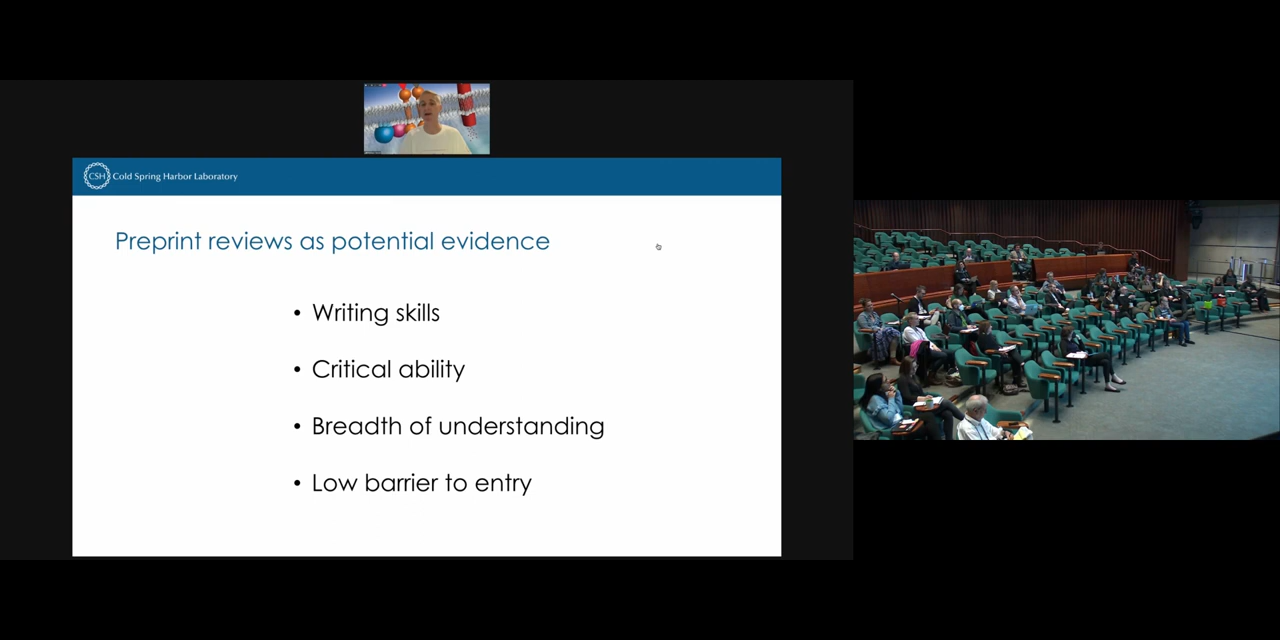 CSH Cold Spring Harbor Laboratory
Preprint reviews as potential evidence
• Writing skills
• Critical ability
• Breadth of understanding
• Low barrier to entry